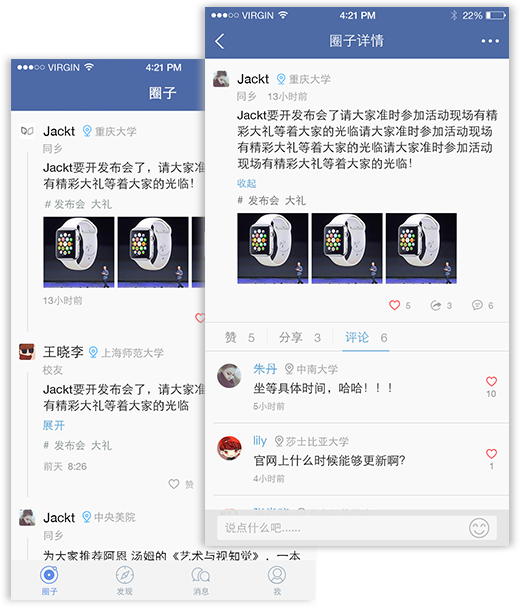 ●●●○○ VIRGIN 4:21 PM
圈子
Jackt 重庆大学
同乡
Jackt要开发布会了，请大家准
有精彩大礼等着大家的光临！
# 发布会 大礼
13小时前
王晓李 上海师范大学
校友
Jackt要开发布会了，请大家准
有精彩大礼等着大家的光临
展开
# 发布会 大礼
前天 8:26
赞
Jackt 中央美院
同乡
为大家推荐阿恩 汤姆的《艺术与视知觉》，一本
圈子 发现 消息 我
●●●○○ VIRGIN 4:21 PM 22%
圈子详情
Jackt 重庆大学
同乡 13小时前
Jackt要开发布会了请大家准时参加活动现场有精
彩大礼等着大家的光临请大家准时参加活动现场
有精彩大礼等着大家的光临请大家准时参加活动
现场有精彩大礼等着大家的光临！
收起
# 发布会 大礼
5 3 6
赞 5 分享 3 评论 6
朱丹 中南大学
坐等具体时间，哈哈！！！
5小时前
10
lily 莎士比亚大学
官网上什么时候能够更新啊？
4小时前
1
说点什么吧......